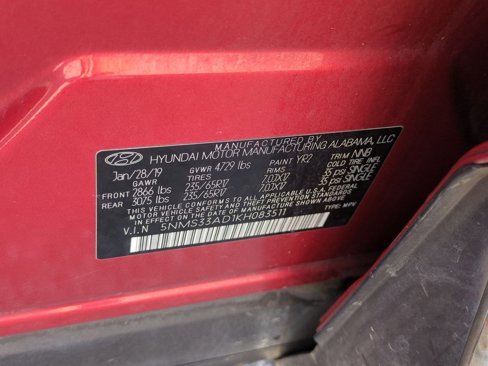 MANUFACTURED BY
HYUNDAI MOTOR MANUFACTURING ALABAMA, LLC
Jan/28/19 GVWR 4729 lbs PAINT YR2 TRIM NNB
GAWR TIRES RIMS COLD TIRE INFL
FRONT 2866 lbs 235/65R17 7.0JX17 35 PSI SINGLE
REAR 3075 lbs 235/65R17 7.0JX17 35 PSI SINGLE
THIS VEHICLE CONFORMS TO ALL APPLICABLE U.S. FEDERAL
MOTOR VEHICLE SAFETY AND THEFT PREVENTION STANDARDS
IN EFFECT ON THE DATE OF MANUFACTURE SHOWN ABOVE.
V.I.N 5NMS33AD1KH083511 TYPE: MPV